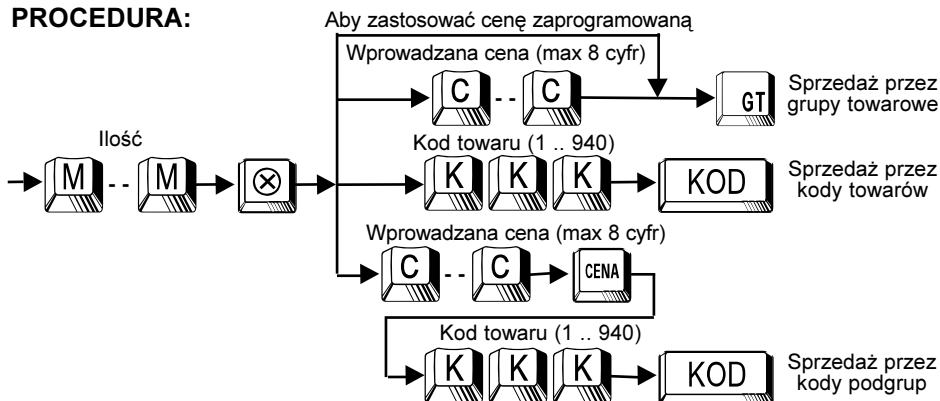 PROCEDURA:
Aby zastosować cenę zaprogramowaną
Wprowadzana cena (max 8 cyfr)
C - - C
GT
Sprzedaż przez
grupy towarowe
Ilość
M - - M
⊗
Kod towaru (1 .. 940)
K K K
KOD
Sprzedaż przez
kody towarów
Wprowadzana cena (max 8 cyfr)
C - - C
CENA
Kod towaru (1 .. 940)
K K K
KOD
Sprzedaż przez
kody podgrup